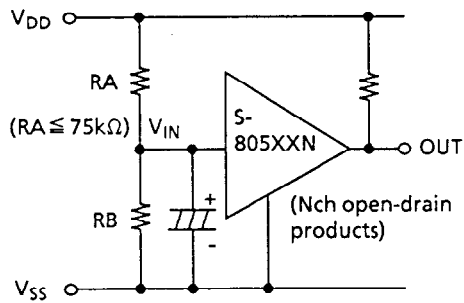 VDD
RA
(RA≦75kΩ)
VIN
S-
805XXN
OUT
RB
+
-
(Nch open-drain
products)
VSS